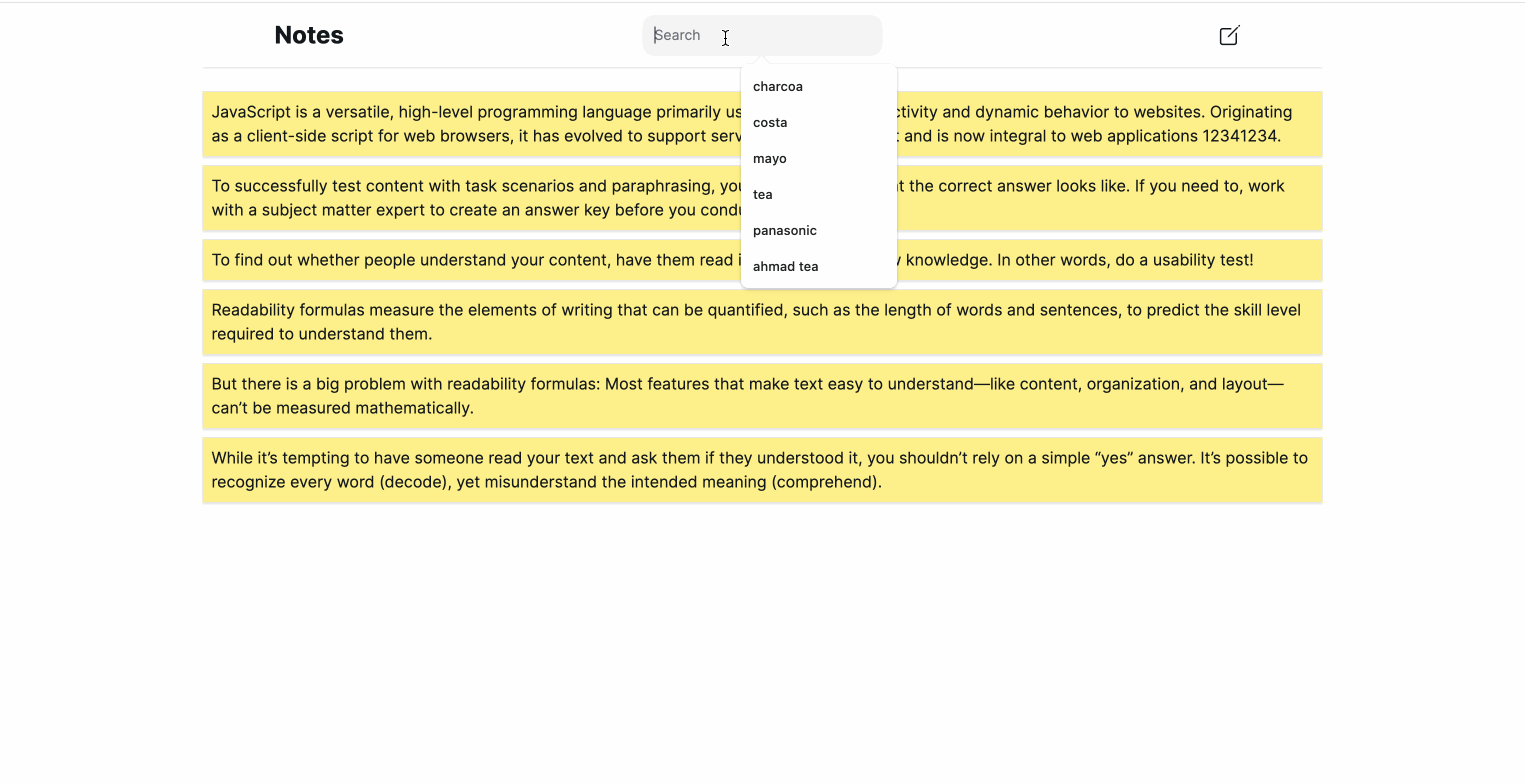 Notes
Search
charcoa
costa
mayo
tea
panasonic
ahmad tea
JavaScript is a versatile, high-level programming language primarily ctivity and dynamic behavior to websites. Originating
as a client-side script for web browsers, it has evolved to support and is now integral to web applications 12341234.
To successfully test content with task scenarios and paraphrasing, the correct answer looks like. If you need to, work
with a subject matter expert to create an answer key before you
To find out whether people understand your content, have them read knowledge. In other words, do a usability test!
Readability formulas measure the elements of writing that can be quantified, such as the length of words and sentences, to predict the skill level
required to understand them.
But there is a big problem with readability formulas: Most features that make text easy to understand—like content, organization, and layout—
can’t be measured mathematically.
While it’s tempting to have someone read your text and ask them if they understood it, you shouldn’t rely on a simple “yes” answer. It’s possible to
recognize every word (decode), yet misunderstand the intended meaning (comprehend).